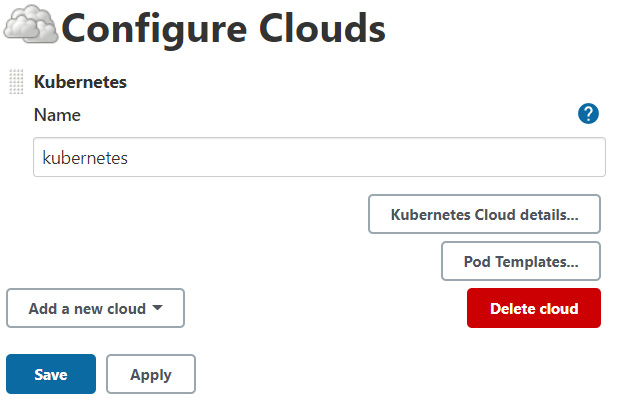 Configure Clouds
Kubernetes
Name
?
kubernetes
Kubernetes Cloud details...
Pod Templates...
Add a new cloud
Delete cloud
Save
Apply